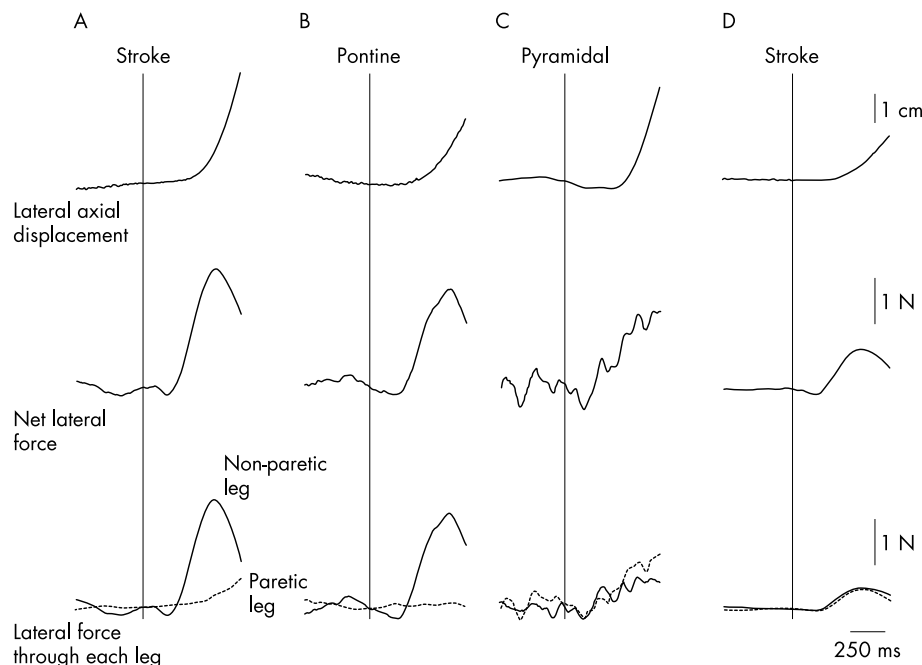 A
B
C
D
Stroke
Pontine
Pyramidal
Stroke
1 cm
Lateral axial
displacement
1 N
Net lateral
force
Non-paretic
leg
1 N
Paretic
leg
Lateral force
through each leg
250 ms